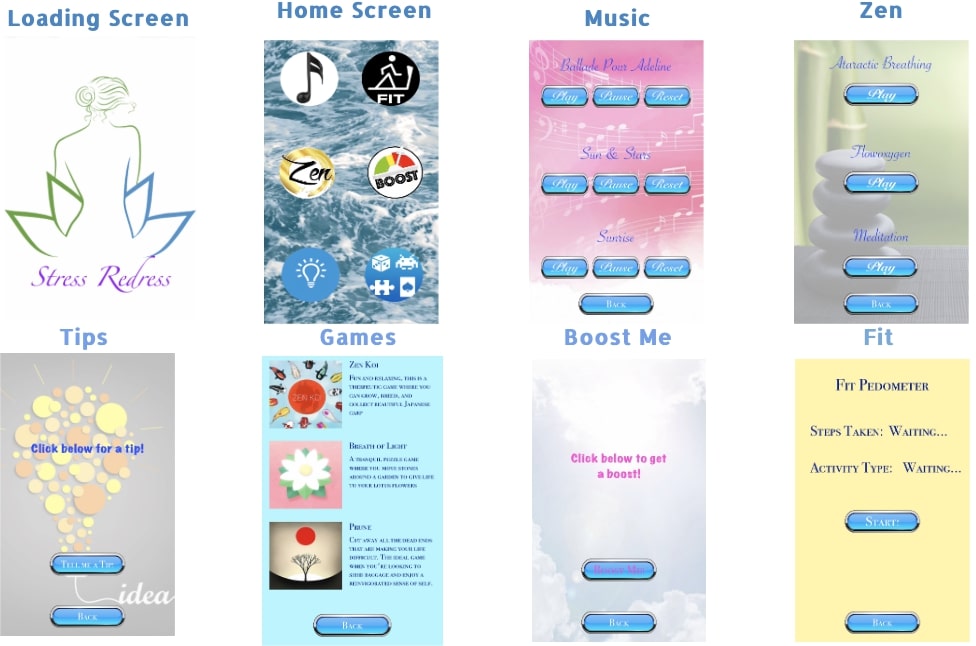 Loading Screen
Home Screen
Music
Zen
Stress Redress
FIT
Zen
BOOST
Ballade Pour Adeline
Play Pause Reset
Sun & Stars
Play Pause Reset
Sunrise
Play Pause Reset
Back
Ataractic Breathing
Play
Flowoxygen
Play
Meditation
Play
Back
Tips
Games
Boost Me
Fit
Click below for a tip!
Tell me a Tip
idea
Back
Zen Koi
ZEN KOI
Fun and relaxing, this is a
therpeutic game where you
can grow, breed, and
collect beautiful Japanese
carp
Breath of Light
A tranquil puzzle game
where you move stones
around a garden to give life
to your lotus flowers
Prune
Cut away all the dead ends
that are making your life
difficult. The ideal game
when you're looking to
shed baggage and enjoy a
reinvigorated sense of self.
Back
Click below to get
a boost!
Boost Me!
Back
Fit Pedometer
Steps Taken: Waiting...
Activity Type: Waiting...
Start!
Back